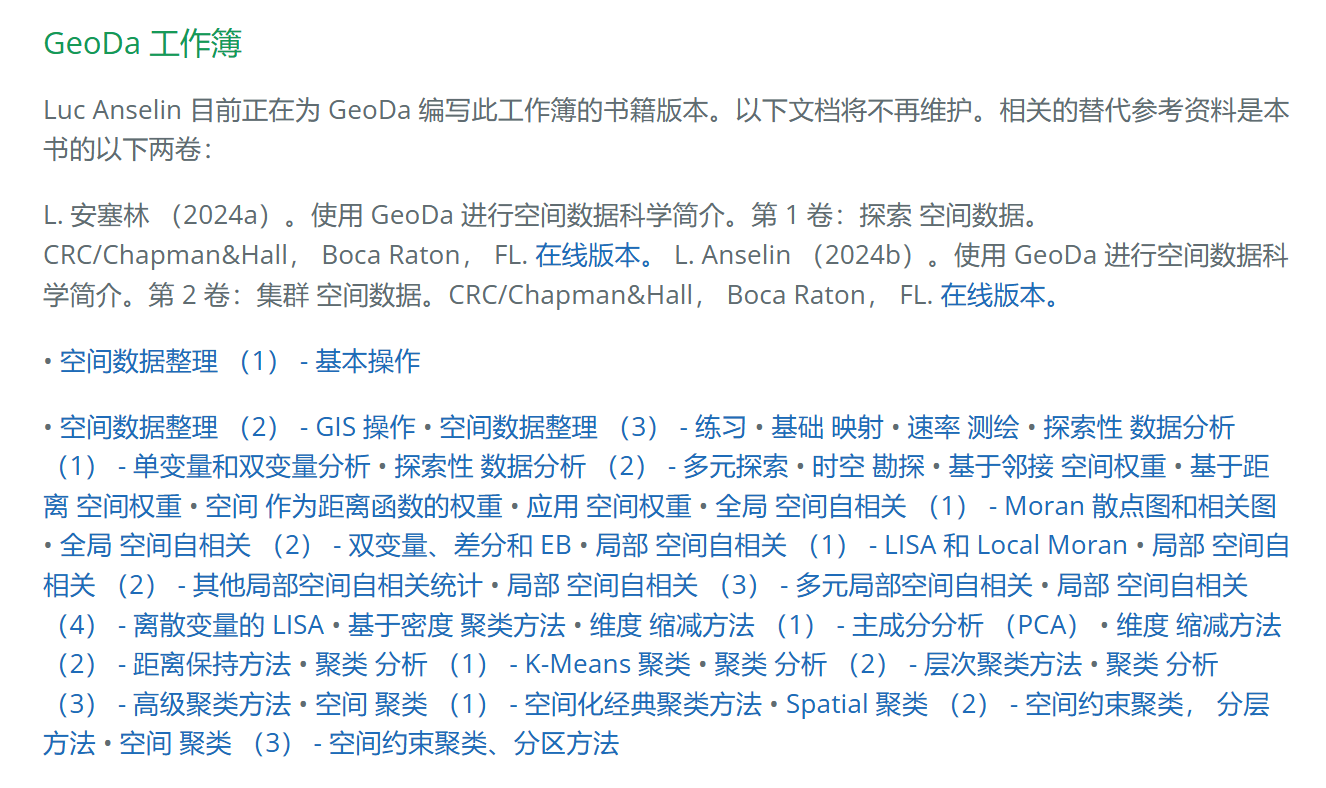 GeoDa 工作簿
Luc Anselin 目前正在为 GeoDa 编写此工作簿的书籍版本。以下文档将不再维护。相关的替代参考资料是本
书的以下两卷：
L. 安塞林 （2024a）。使用 GeoDa 进行空间数据科学简介。第 1 卷：探索 空间数据。
CRC/Chapman&Hall， Boca Raton， FL. 在线版本。 L. Anselin （2024b）。使用 GeoDa 进行空间数据科
学简介。第 2 卷：集群 空间数据。CRC/Chapman&Hall， Boca Raton， FL. 在线版本。
• 空间数据整理 （1） - 基本操作
• 空间数据整理 （2） - GIS 操作 • 空间数据整理 （3） - 练习 • 基础 映射 • 速率 测绘 • 探索性 数据分析
（1） - 单变量和双变量分析 • 探索性 数据分析 （2） - 多元探索 • 时空 勘探 • 基于邻接 空间权重 • 基于距
离 空间权重 • 空间 作为距离函数的权重 • 应用 空间权重 • 全局 空间自相关 （1） - Moran 散点图和相关图
• 全局 空间自相关 （2） - 双变量、差分和 EB • 局部 空间自相关 （1） - LISA 和 Local Moran • 局部 空间自
相关 （2） - 其他局部空间自相关统计 • 局部 空间自相关 （3） - 多元局部空间自相关 • 局部 空间自相关
（4） - 离散变量的 LISA • 基于密度 聚类方法 • 维度 缩减方法 （1） - 主成分分析 （PCA） • 维度 缩减方法
（2） - 距离保持方法 • 聚类 分析 （1） - K-Means 聚类 • 聚类 分析 （2） - 层次聚类方法 • 聚类 分析
（3） - 高级聚类方法 • 空间 聚类 （1） - 空间化经典聚类方法 • Spatial 聚类 （2） - 空间约束聚类， 分层
方法 • 空间 聚类 （3） - 空间约束聚类、分区方法